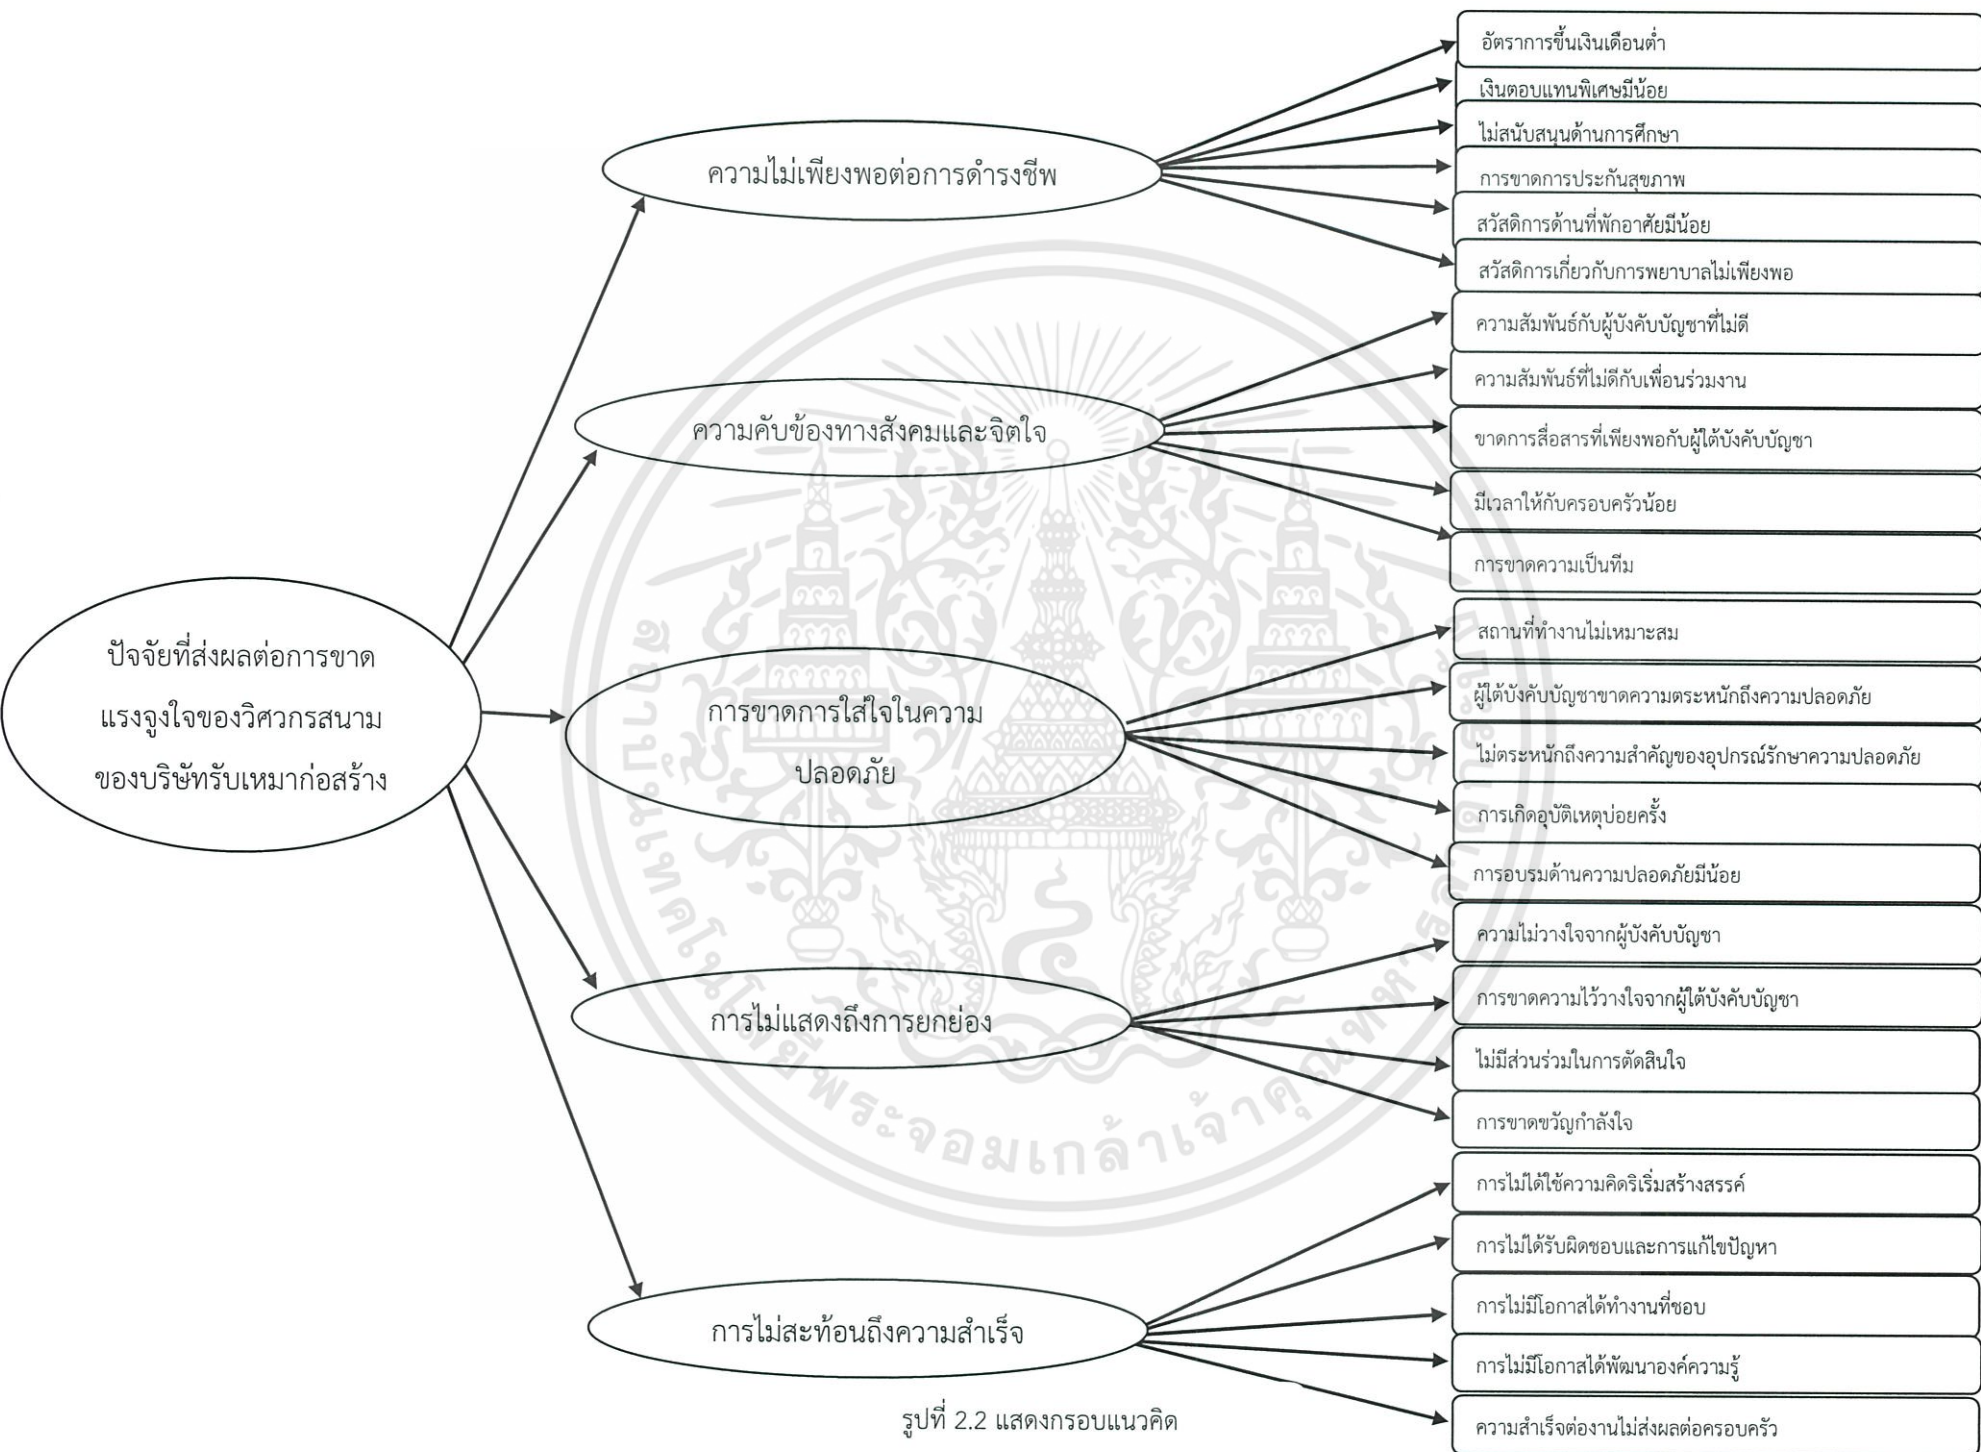 ปัจจัยที่ส่งผลต่อการขาด
แรงจูงใจของวิศวกรสนาม
ของบริษัทรับเหมาก่อสร้าง
ความไม่เพียงพอต่อการดำรงชีพ
อัตราการขึ้นเงินเดือนต่ำ
เงินตอบแทนพิเศษมีน้อย
ไม่สนับสนุนด้านการศึกษา
การขาดการประกันสุขภาพ
สวัสดิการด้านที่พักอาศัยมีน้อย
สวัสดิการเกี่ยวกับการพยาบาลไม่เพียงพอ
ความคับข้องทางสังคมและจิตใจ
ความสัมพันธ์กับผู้บังคับบัญชาที่ไม่ดี
ความสัมพันธ์ที่ไม่ดีกับเพื่อนร่วมงาน
ขาดการสื่อสารที่เพียงพอกับผู้ใต้บังคับบัญชา
มีเวลาให้กับครอบครัวน้อย
การขาดความเป็นทีม
การขาดการใส่ใจในความ
ปลอดภัย
สถานที่ทำงานไม่เหมาะสม
ผู้ใต้บังคับบัญชาขาดความตระหนักถึงความปลอดภัย
ไม่ตระหนักถึงความสำคัญของอุปกรณ์รักษาความปลอดภัย
การเกิดอุบัติเหตุบ่อยครั้ง
การอบรมด้านความปลอดภัยมีน้อย
การไม่แสดงถึงการยกย่อง
ความไม่วางใจจากผู้บังคับบัญชา
การขาดความไว้วางใจจากผู้ใต้บังคับบัญชา
ไม่มีส่วนร่วมในการตัดสินใจ
การขาดขวัญกำลังใจ
การไม่สะท้อนถึงความสำเร็จ
การไม่ได้ใช้ความคิดริเริ่มสร้างสรรค์
การไม่ได้รับผิดชอบและการแก้ไขปัญหา
การไม่มีโอกาสได้ทำงานที่ชอบ
การไม่มีโอกาสได้พัฒนาองค์ความรู้
ความสำเร็จต่องานไม่ส่งผลต่อครอบครัว
รูปที่ 2.2 แสดงกรอบแนวคิด
สถาบันเทคโนโลยีพระจอมเกล้าเจ้าคุณทหารลาดกระบัง